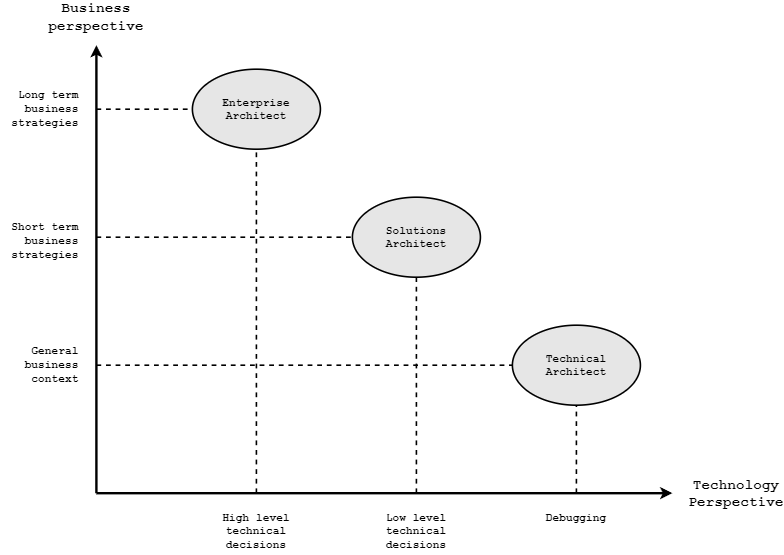 Business
perspective
Long term
business
strategies
Enterprise
Architect
Short term
business
strategies
Solutions
Architect
General
business
context
Technical
Architect
Technology
Perspective
High level
technical
decisions
Low level
technical
decisions
Debugging